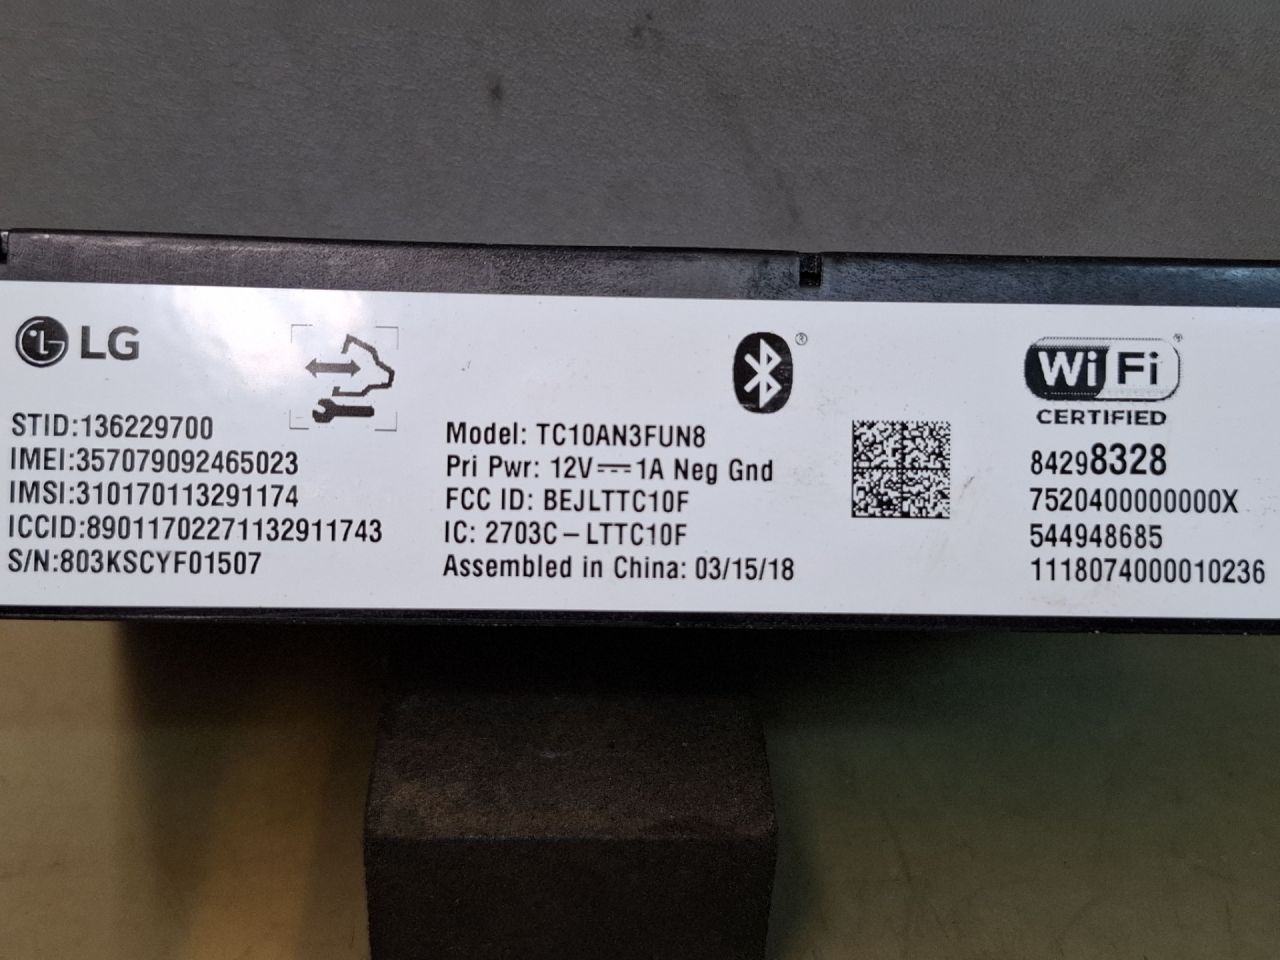 LG
STID:136229700
IMEI:357079092465023
IMSI:310170113291174
ICCID:89011702271132911743
S/N:803KSCYF01507
Model: TC10AN3FUN8
Pri Pwr: 12V⎓1A Neg Gnd
FCC ID: BEJLTTC10F
IC: 2703C–LTTC10F
Assembled in China: 03/15/18
®
Wi Fi ®
CERTIFIED
84298328
7520400000000X
544948685
1118074000010236